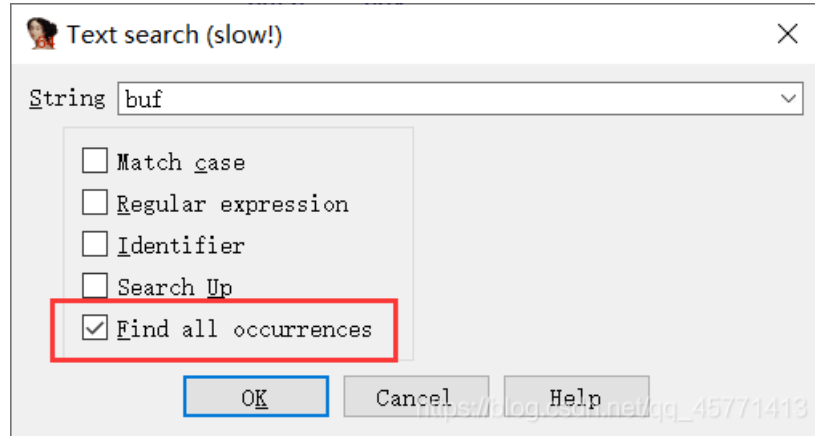 Text search (slow!)
String buf
Match case
Regular expression
Identifier
Search Up
Find all occurrences
OK Cancel Help
https://blog.csdn.net/qq_45771413